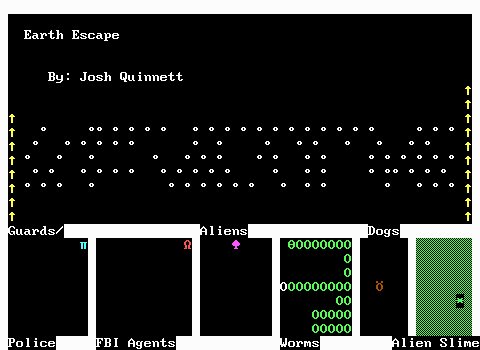 Earth Escape
By: Josh Quinnett
Guards/ Aliens Dogs
Police FBI Agents Worms Alien Slime